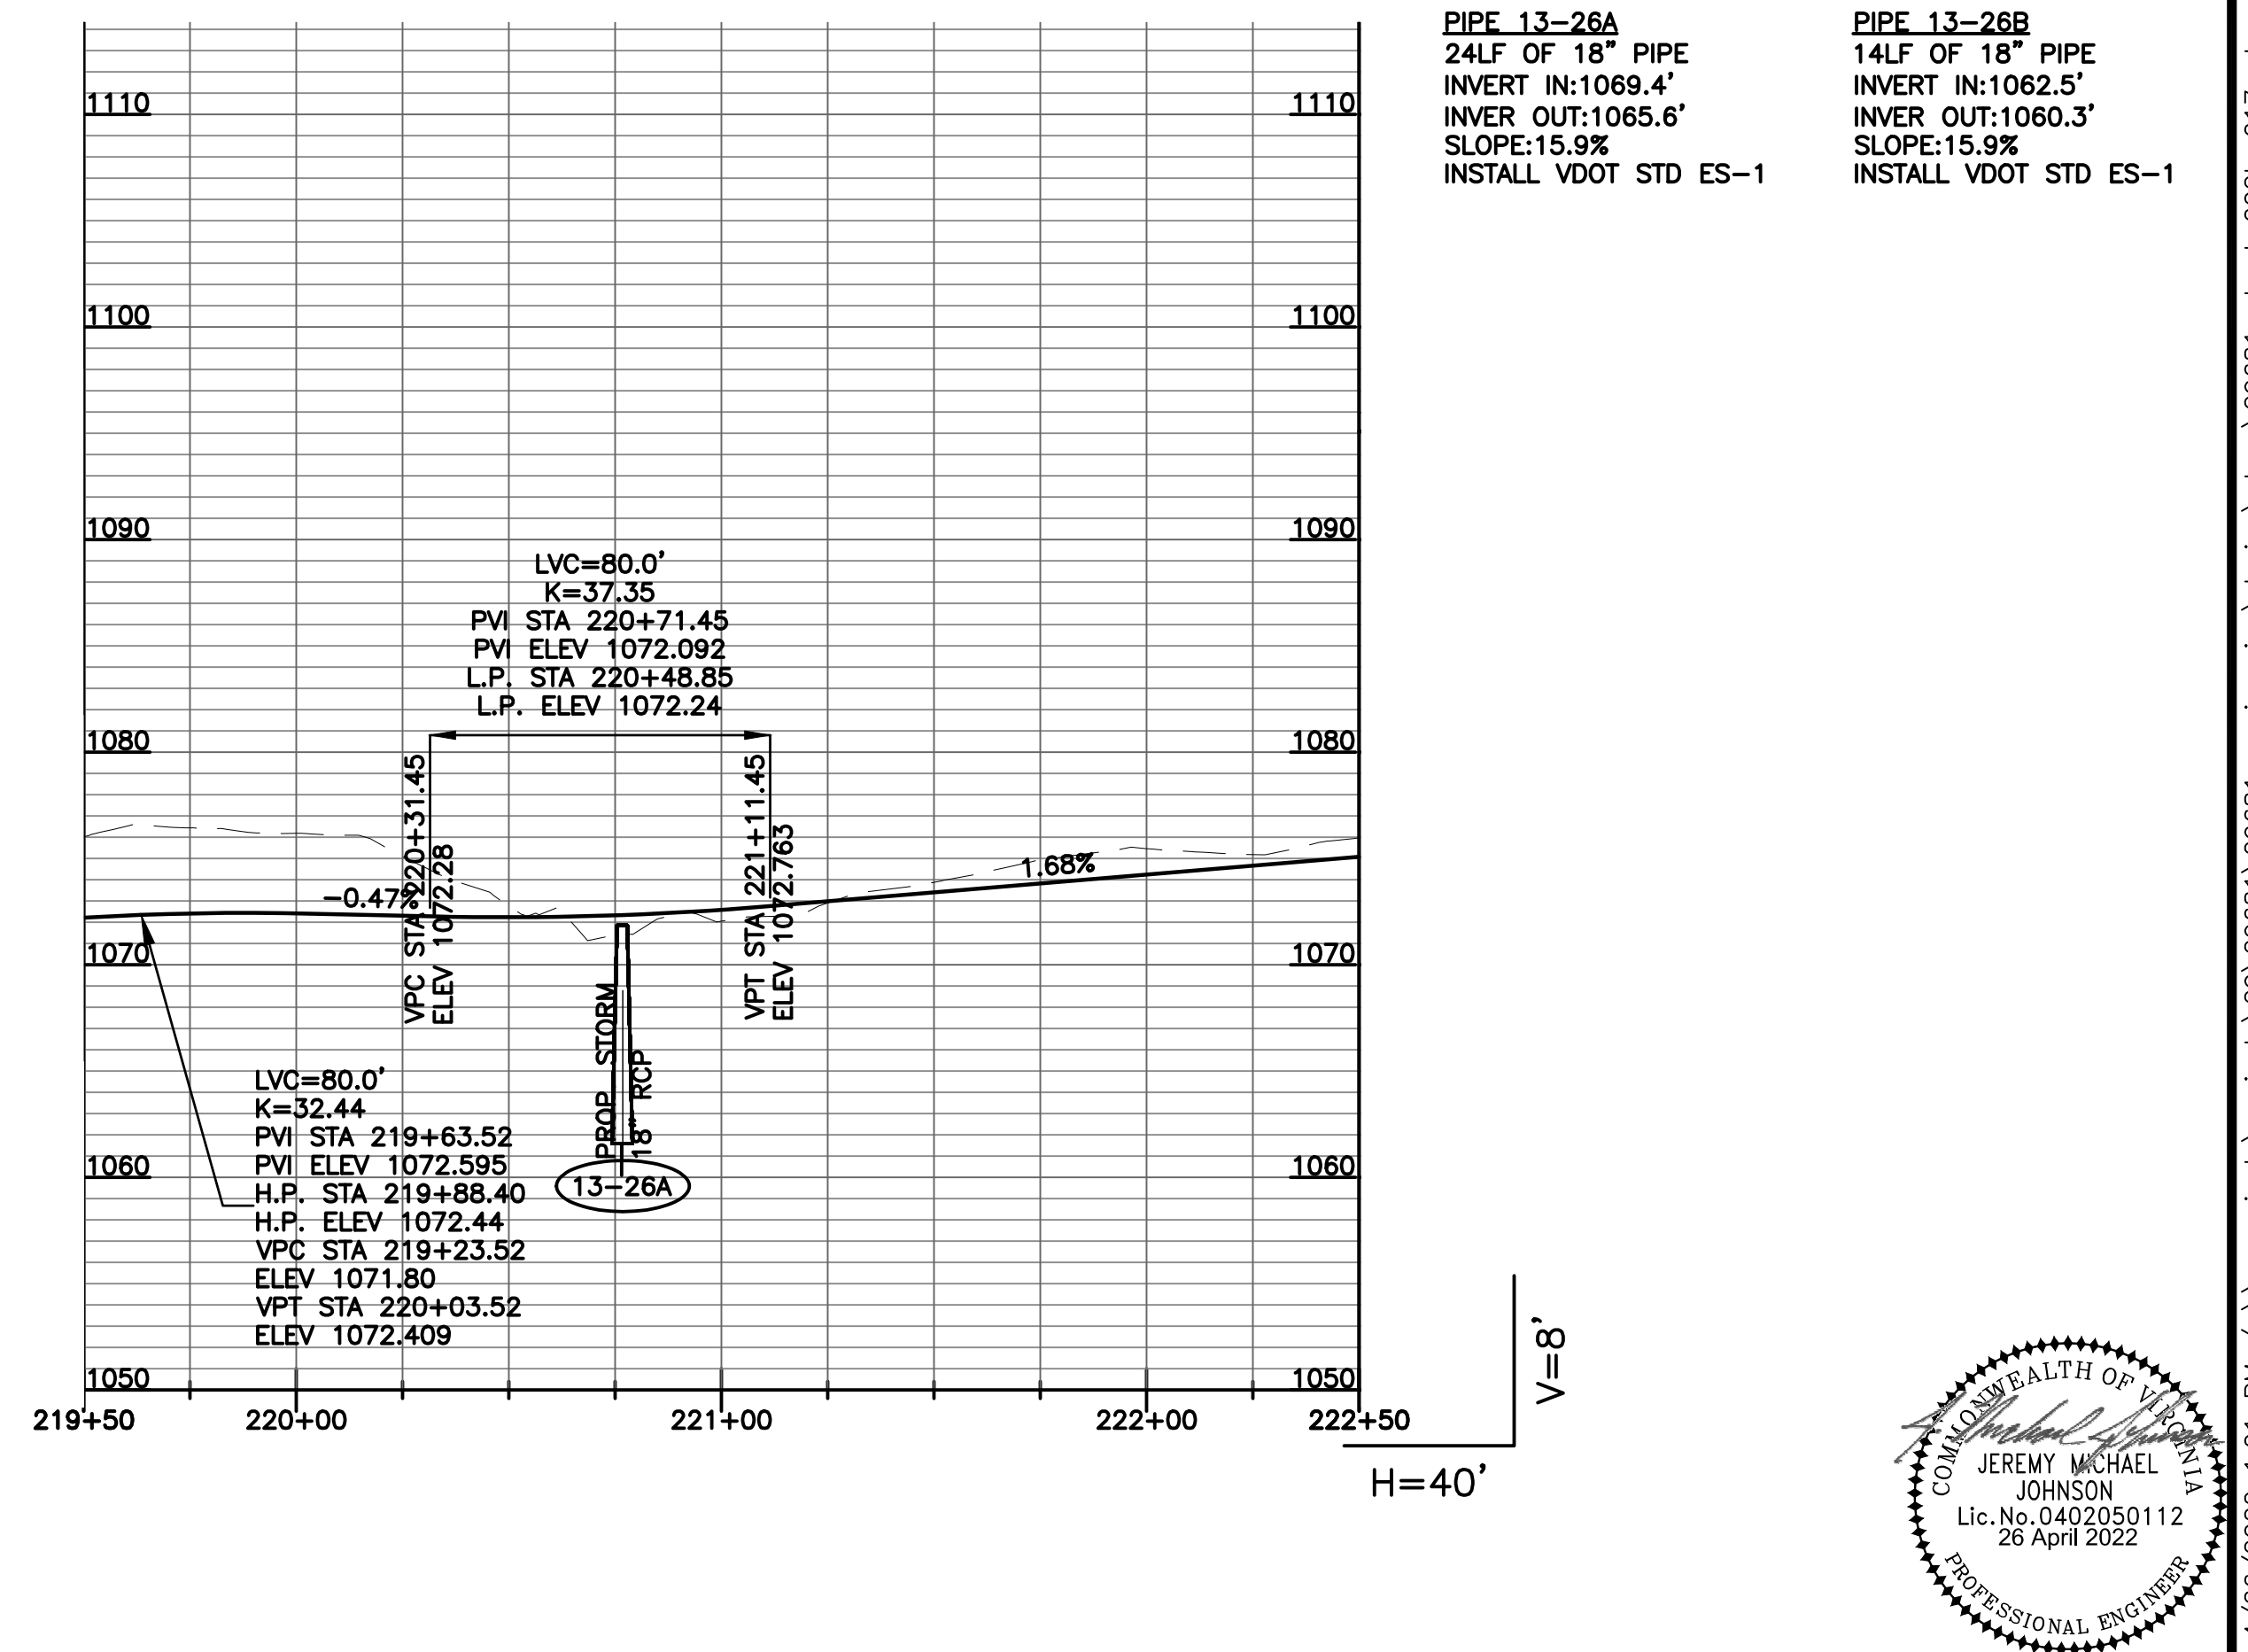 PIPE 13-26A
24LF OF 18” PIPE
INVERT IN:1069.4’
INVER OUT:1065.6’
SLOPE:15.9%
INSTALL VDOT STD ES-1
PIPE 13-26B
14LF OF 18” PIPE
INVERT IN:1062.5’
INVER OUT:1060.3’
SLOPE:15.9%
INSTALL VDOT STD ES-1
1110
1110
1100
1100
1090
1090
LVC=80.0’
K=37.35
PVI STA 220+71.45
PVI ELEV 1072.092
L.P. STA 220+48.85
L.P. ELEV 1072.24
1080
1080
VPC STA 220+31.45
ELEV 1072.28
VPT STA 221+11.45
ELEV 1072.763
-0.47%
1.68%
1070
1070
PROP STORM
18” RCP
13-26A
LVC=80.0’
K=32.44
PVI STA 219+63.52
PVI ELEV 1072.595
H.P. STA 219+88.40
H.P. ELEV 1072.44
VPC STA 219+23.52
ELEV 1071.80
VPT STA 220+03.52
ELEV 1072.409
1060
1060
1050
1050
219+50
220+00
221+00
222+00
222+50
V=8’
H=40’
COMMONWEALTH OF VIRGINIA
JEREMY MICHAEL
JOHNSON
Lic.No.0402050112
26 April 2022
PROFESSIONAL ENGINEER